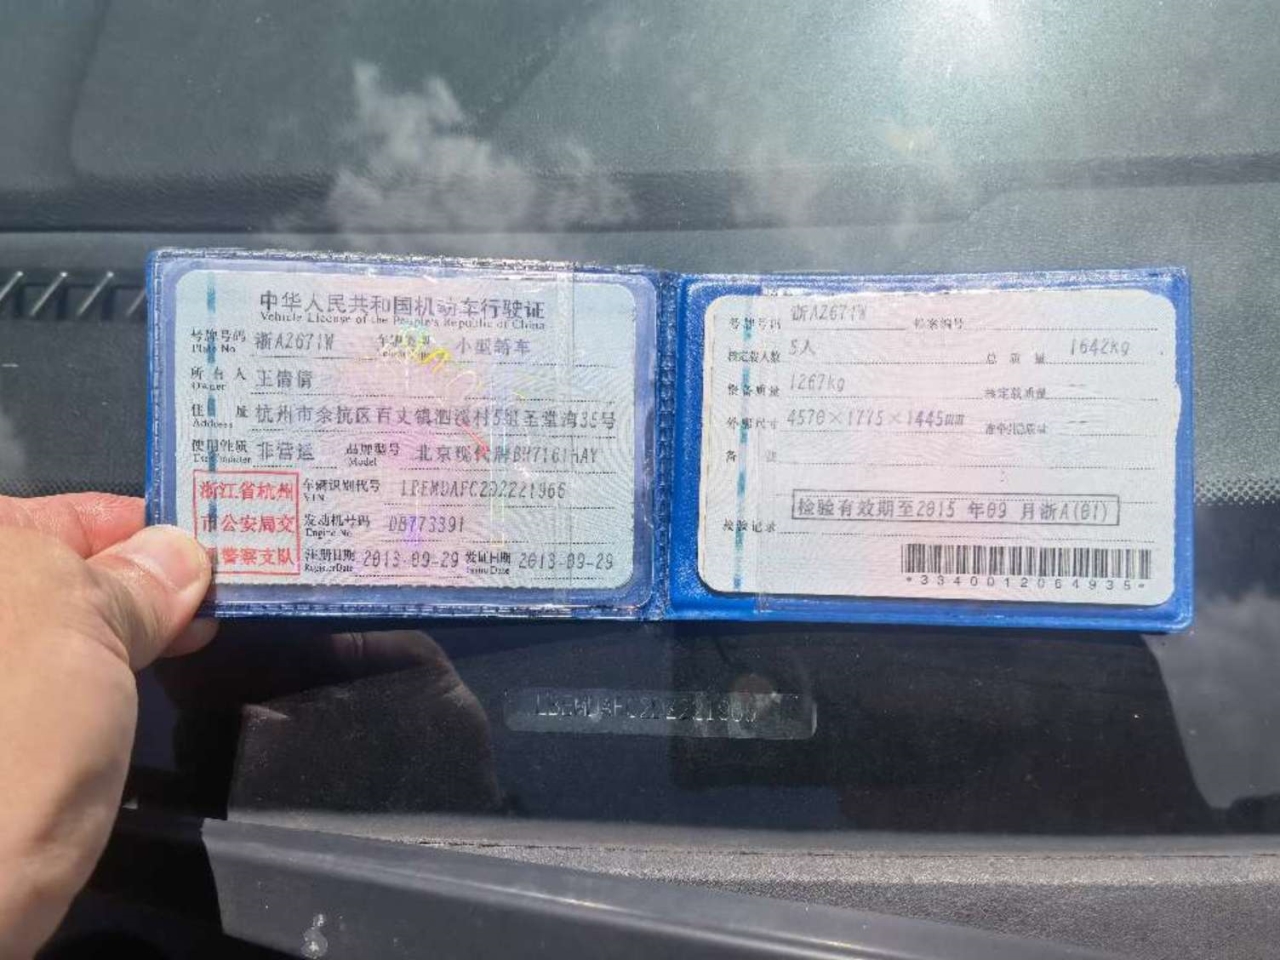 中华人民共和国机动车行驶证
Vehicle License of the People's Republic of China
号牌号码 浙A2671W 小型轿车
Plate No
所有人 王倩倩
Owner
住址 杭州市余杭区百丈镇泗溪村5组圣堂湾35号
Address
使用性质 非营运 品牌型号 北京现代牌BH7161HAY
Model
浙江省杭州
市公安局交
警察支队
车辆识别代号
VIN
发动机号码 DB773391
Engine No
注册日期 2013-09-29 发证日期 2013-09-29
Register Date Issue Date
号牌号码 浙A2671W 档案编号
核定载人数 5人 总质量 1642kg
整备质量 1267kg 核定载质量 --
外廓尺寸 4570×1775×1445mm 准牵引总质量 --
备注
检验记录 检验有效期至2015年09月浙A(01)
*3340012064935*